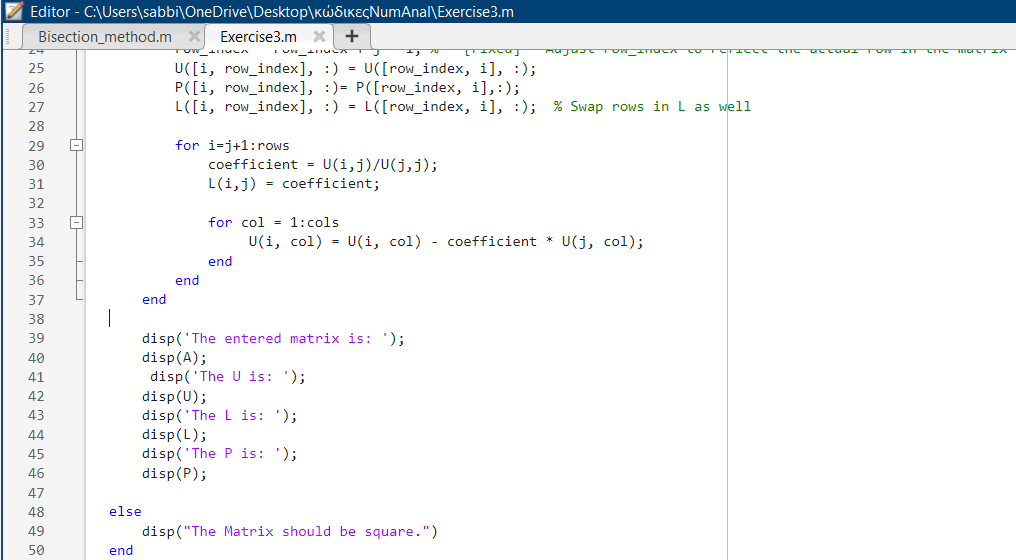 Editor - C:\Users\sabbi\OneDrive\Desktop\κώδικεςNumAnal\Exercise3.m
Bisection_method.m × Exercise3.m × +
24 row_index = row_index + j - 1; % [Fixed] Adjust row_index to reflect the actual row in the matrix
25 U([i, row_index], :) = U([row_index, i], :);
26 P([i, row_index], :)= P([row_index, i],:);
27 L([i, row_index], :) = L([row_index, i], :);  % Swap rows in L as well
28
29 for i=j+1:rows
30 coefficient = U(i,j)/U(j,j);
31 L(i,j) = coefficient;
32
33 for col = 1:cols
34 U(i, col) = U(i, col) - coefficient * U(j, col);
35 end
36 end
37 end
38
39 disp('The entered matrix is: ');
40 disp(A);
41 disp('The U is: ');
42 disp(U);
43 disp('The L is: ');
44 disp(L);
45 disp('The P is: ');
46 disp(P);
47
48 else
49 disp("The Matrix should be square.")
50 end